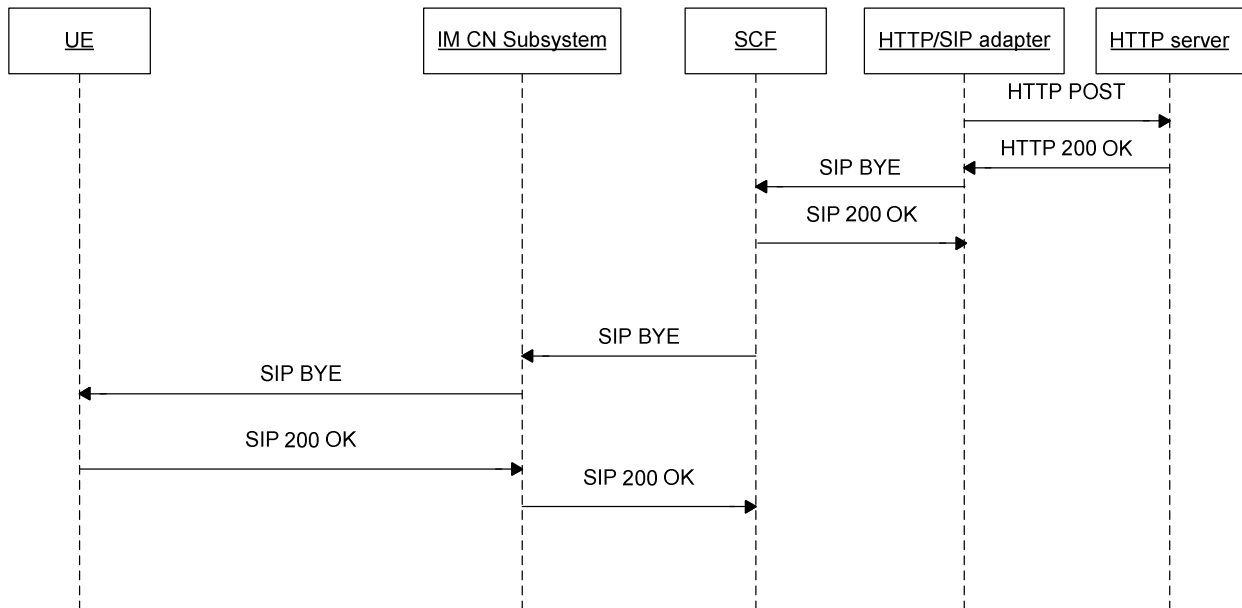 UE
IM CN Subsystem
SCF
HTTP/SIP adapter
HTTP server
HTTP POST
HTTP 200 OK
SIP BYE
SIP 200 OK
SIP BYE
SIP BYE
SIP 200 OK
SIP 200 OK